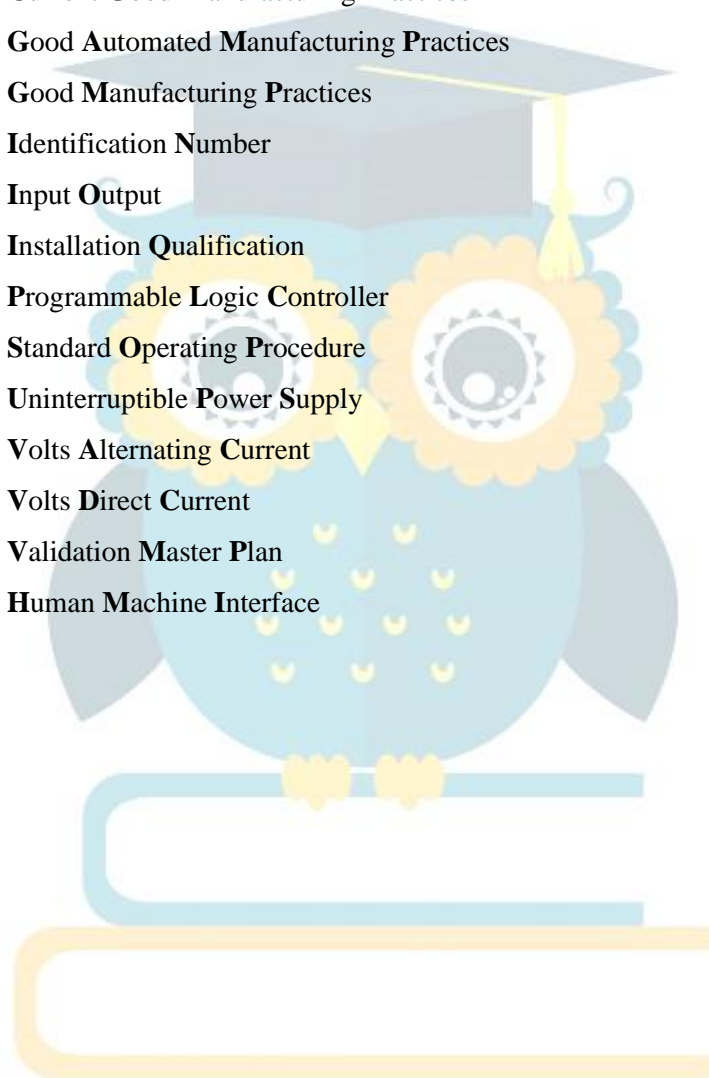 Good Automated Manufacturing Practices
Good Manufacturing Practices
Identification Number
Input Output
Installation Qualification
Programmable Logic Controller
Standard Operating Procedure
Uninterruptible Power Supply
Volts Alternating Current
Volts Direct Current
Validation Master Plan
Human Machine Interface